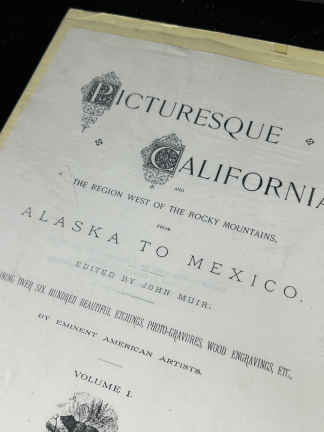 PICTURESQUE
CALIFORNIA
AND
THE REGION WEST OF THE ROCKY MOUNTAINS,
FROM
ALASKA TO MEXICO.
EDITED BY JOHN MUIR.
OVER SIX HUNDRED BEAUTIFUL ETCHINGS, PHOTO-GRAVURES, WOOD ENGRAVINGS, ETC.,
BY EMINENT AMERICAN ARTISTS.
VOLUME I.